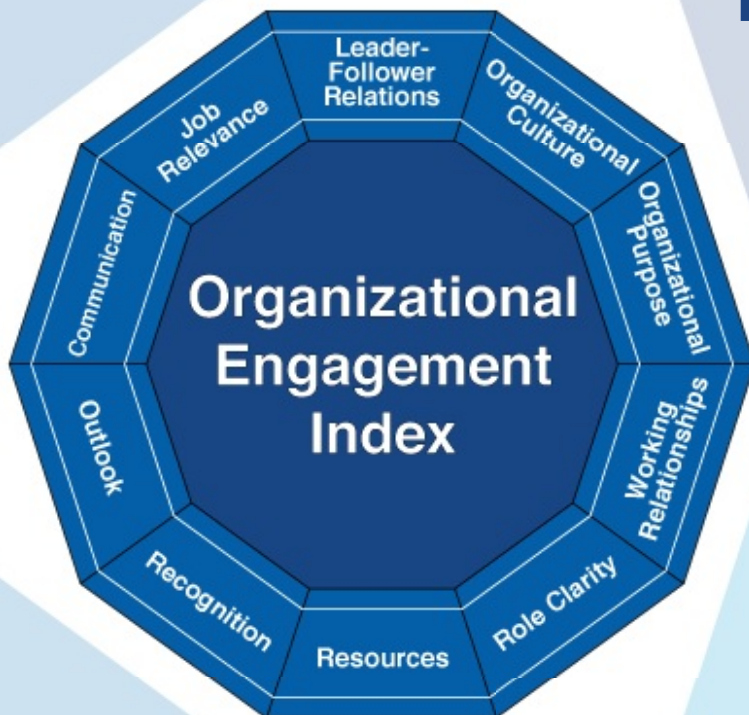 Leader-
Follower
Relations
Organizational
Culture
Organizational
Purpose
Working
Relationships
Role Clarity
Resources
Recognition
Outlook
Communication
Job
Relevance
Organizational
Engagement
Index